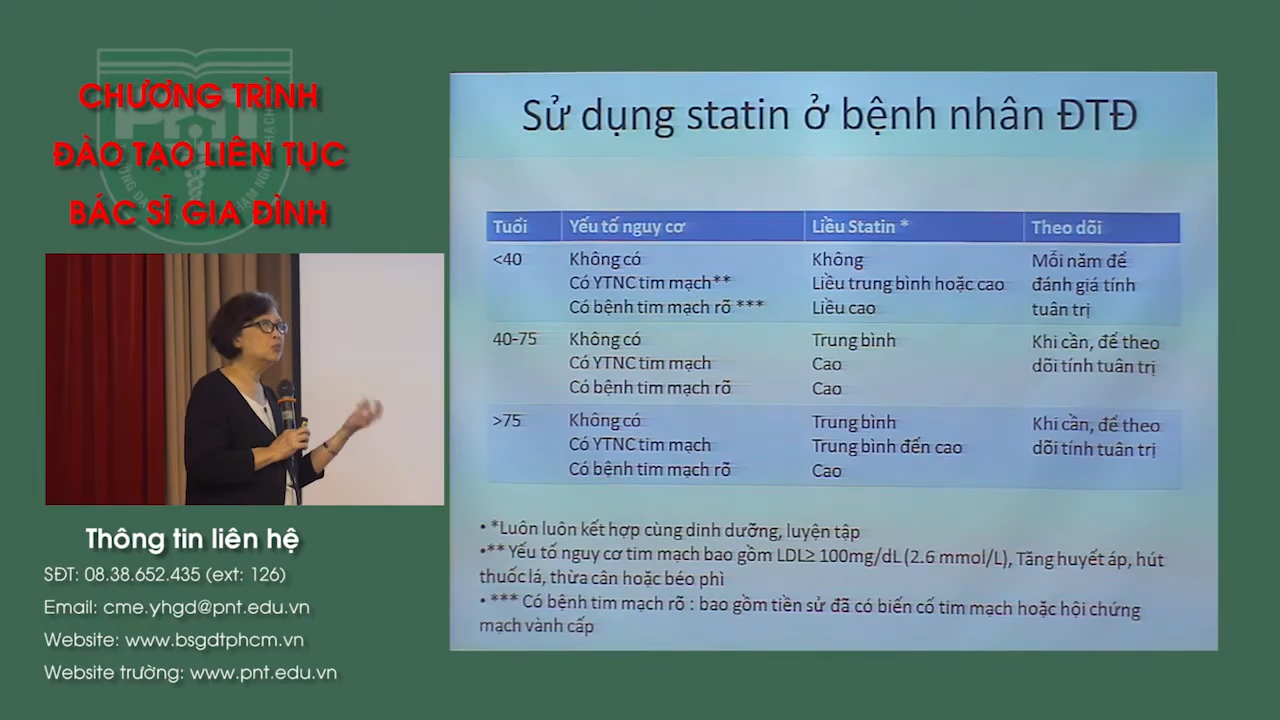 CHƯƠNG TRÌNH
ĐÀO TẠO LIÊN TỤC
BÁC SĨ GIA ĐÌNH
PNT
Thông tin liên hệ
SĐT: 08.38.652.435 (ext: 126)
Email: cme.yhgd@pnt.edu.vn
Website: www.bsgdtphcm.vn
Website trường: www.pnt.edu.vn
Sử dụng statin ở bệnh nhân ĐTĐ
Tuổi Yếu tố nguy cơ Liều Statin * Theo dõi
<40 Không có Không Mỗi năm để
Có YTNC tim mạch** Liều trung bình hoặc cao đánh giá tính
Có bệnh tim mạch rõ *** Liều cao tuân trị
40-75 Không có Trung bình Khi cần, để theo
Có YTNC tim mạch Cao dõi tính tuân trị
Có bệnh tim mạch rõ Cao
>75 Không có Trung bình Khi cần, để theo
Có YTNC tim mạch Trung bình đến cao dõi tính tuân trị
Có bệnh tim mạch rõ Cao
• *Luôn luôn kết hợp cùng dinh dưỡng, luyện tập
•** Yếu tố nguy cơ tim mạch bao gồm LDL≥ 100mg/dL (2.6 mmol/L), Tăng huyết áp, hút
thuốc lá, thừa cân hoặc béo phì
• *** Có bệnh tim mạch rõ : bao gồm tiền sử đã có biến cố tim mạch hoặc hội chứng
mạch vành cấp